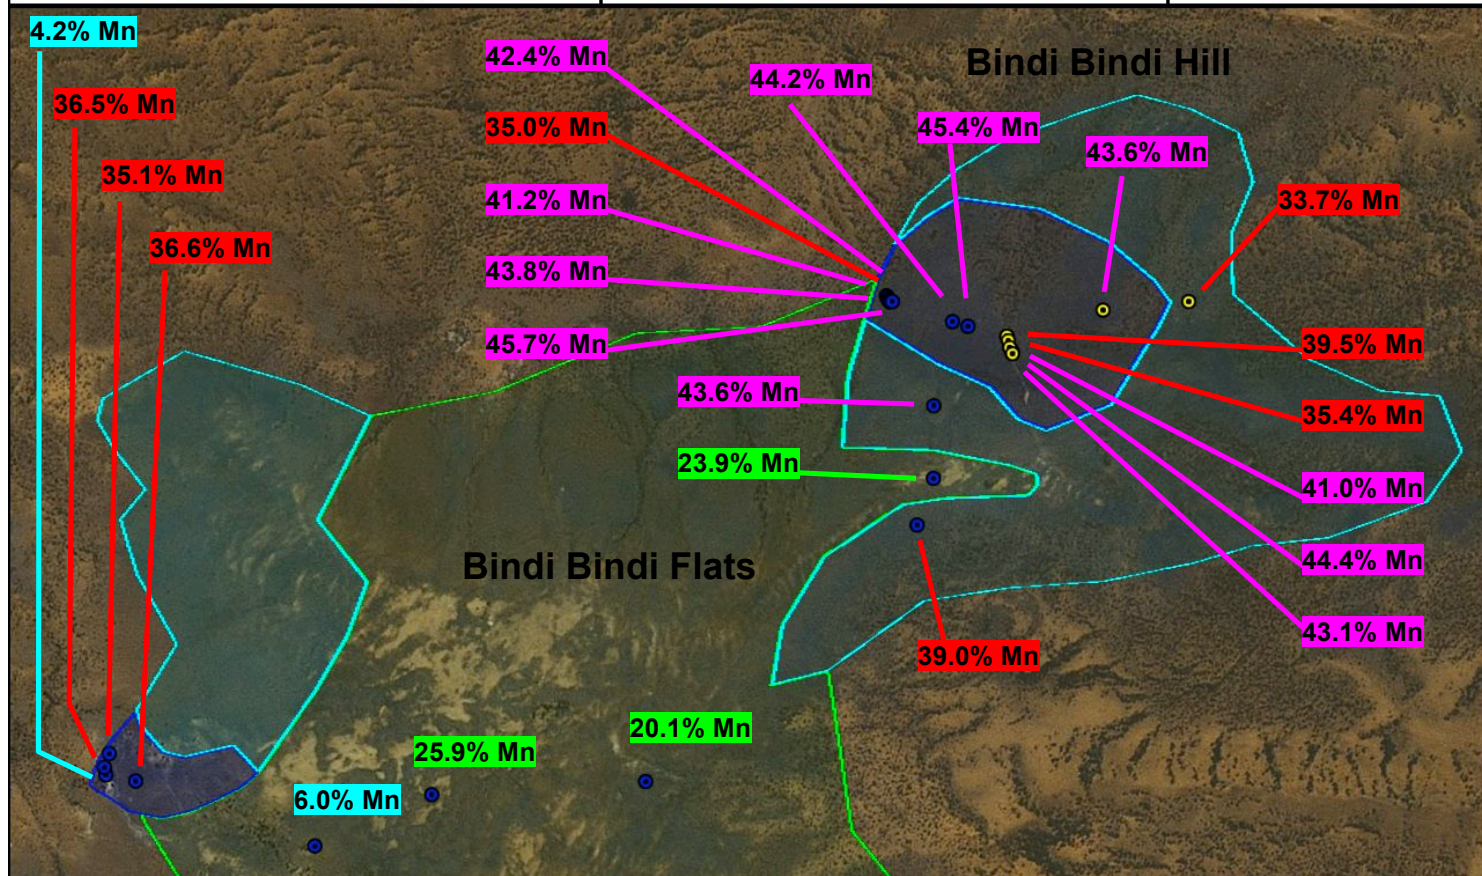 4.2% Mn
42.4% Mn
Bindi Bindi Hill
44.2% Mn
36.5% Mn
35.0% Mn
45.4% Mn
43.6% Mn
35.1% Mn
41.2% Mn
33.7% Mn
36.6% Mn
43.8% Mn
45.7% Mn
39.5% Mn
43.6% Mn
35.4% Mn
23.9% Mn
41.0% Mn
Bindi Bindi Flats
44.4% Mn
43.1% Mn
39.0% Mn
20.1% Mn
25.9% Mn
6.0% Mn